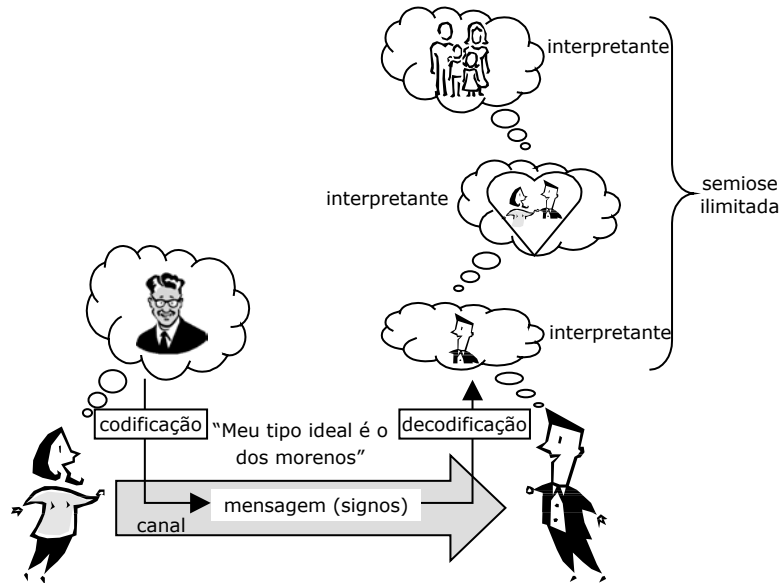 interpretante
interpretante
semiose
ilimitada
interpretante
codificação
“Meu tipo ideal é o
dos morenos”
decodificação
mensagem (signos)
canal